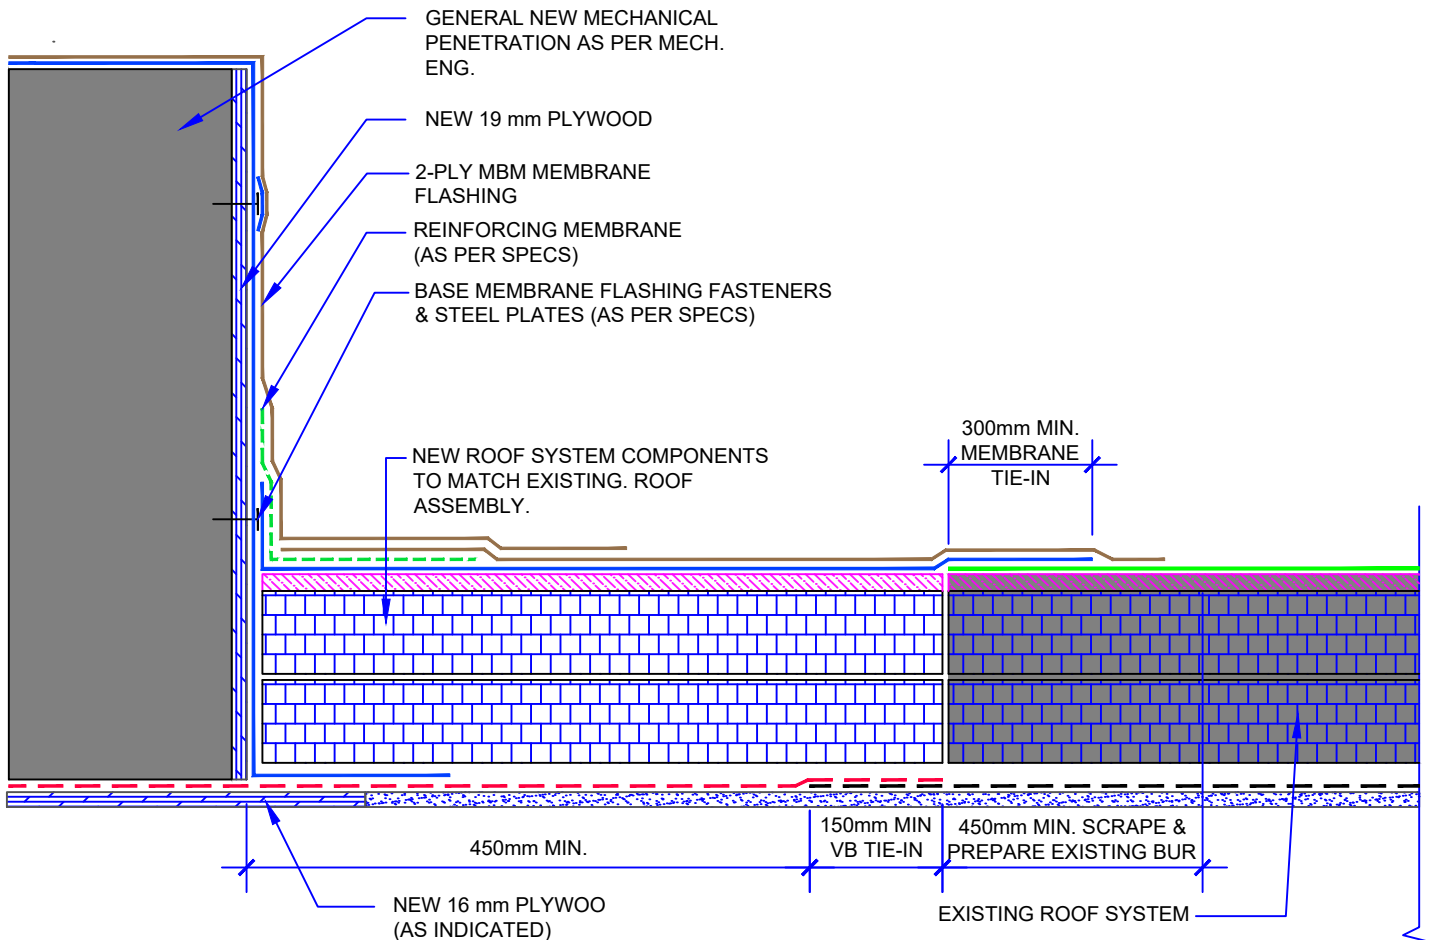 GENERAL NEW MECHANICAL
PENETRATION AS PER MECH.
ENG.
NEW 19 mm PLYWOOD
2-PLY MBM MEMBRANE
FLASHING
REINFORCING MEMBRANE
(AS PER SPECS)
BASE MEMBRANE FLASHING FASTENERS
& STEEL PLATES (AS PER SPECS)
NEW ROOF SYSTEM COMPONENTS
TO MATCH EXISTING. ROOF
ASSEMBLY.
300mm MIN.
MEMBRANE
TIE-IN
450mm MIN.
150mm MIN
VB TIE-IN
450mm MIN. SCRAPE &
PREPARE EXISTING BUR
NEW 16 mm PLYWOO
(AS INDICATED)
EXISTING ROOF SYSTEM